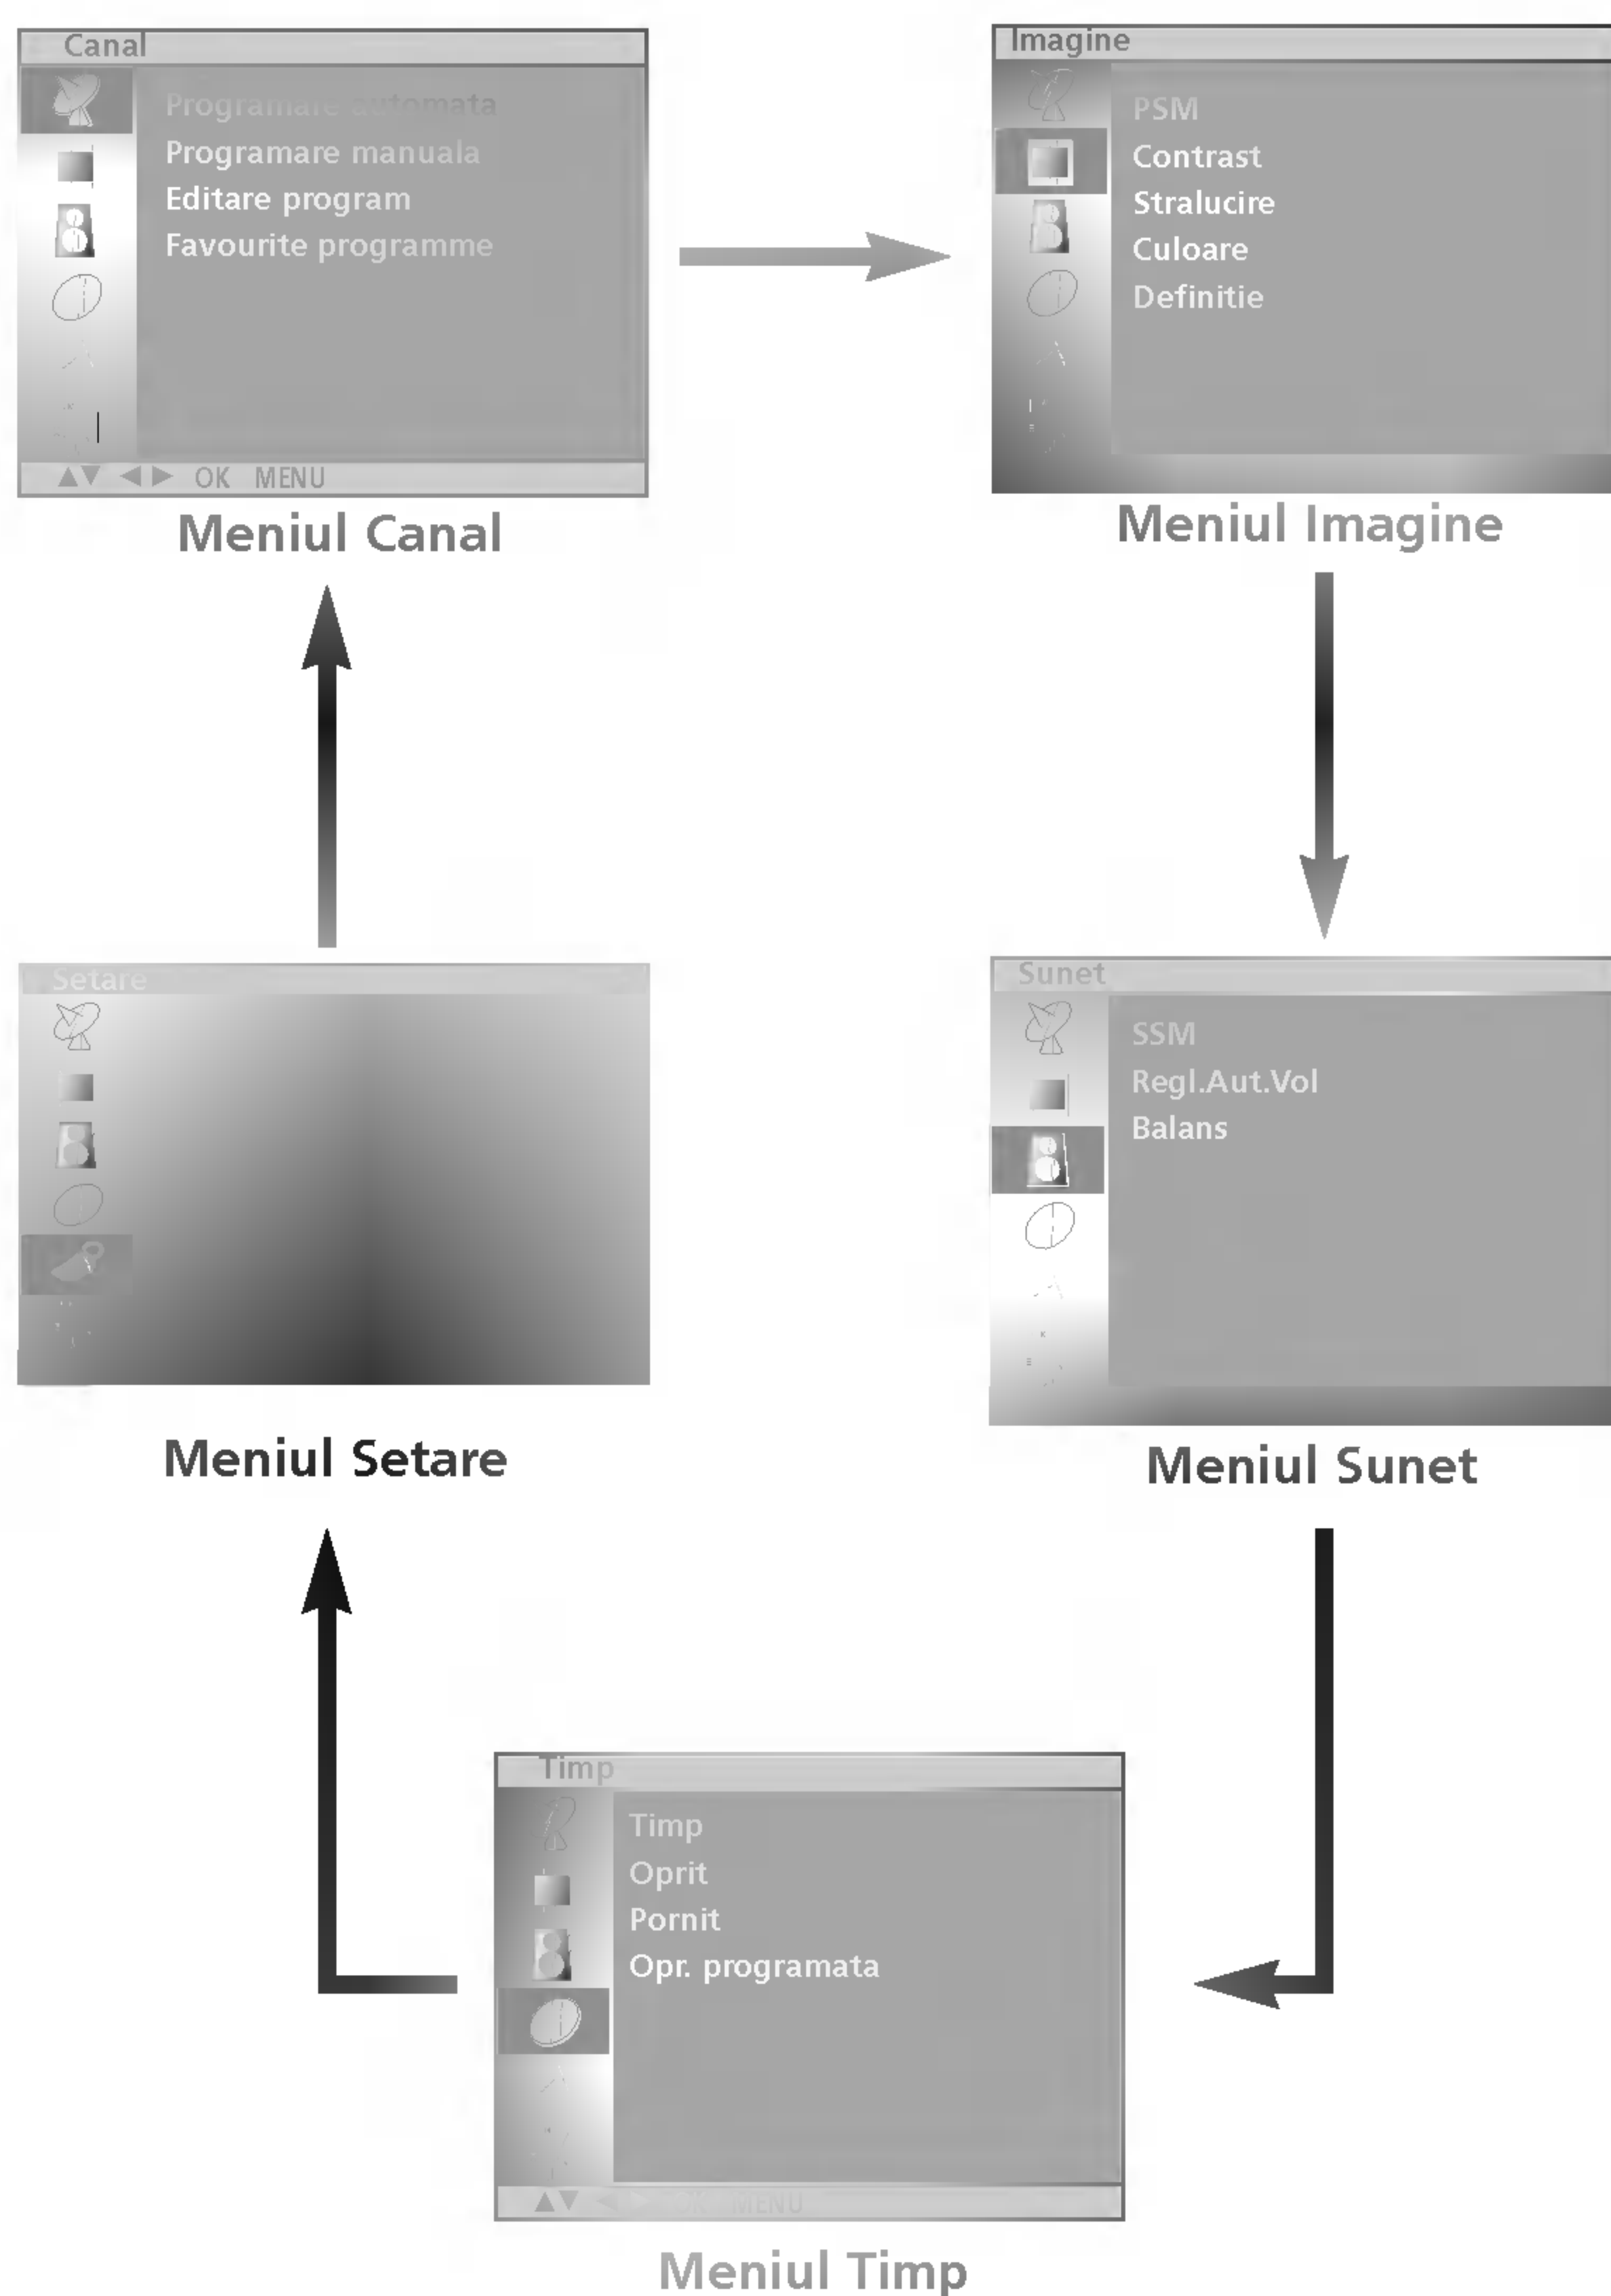 Canal
Programare automata
Programare manuala
Editare program
Favourite programme
▲▼ ◄► OK MENU
Meniul Canal
Imagine
PSM
Contrast
Stralucire
Culoare
Definitie
Meniul Imagine
Setare
Meniul Setare
Sunet
SSM
Regl.Aut.Vol
Balans
Meniul Sunet
Timp
Timp
Oprit
Pornit
Opr. programata
▲▼ ◄► OK MENU
Meniul Timp